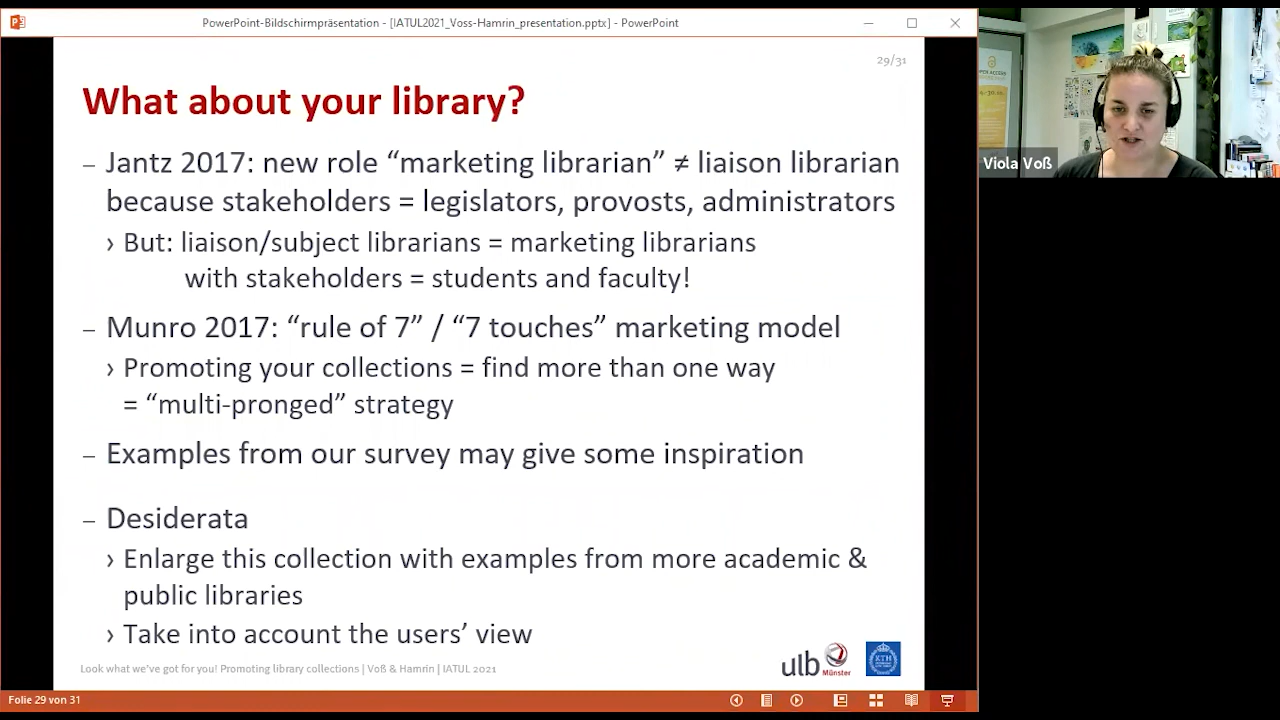 PowerPoint-Bildschirmpräsentation - [IATUL2021_Voss-Hamrin_presentation.pptx] - PowerPoint
29/31
What about your library?
– Jantz 2017: new role “marketing librarian” ≠ liaison librarian
because stakeholders = legislators, provosts, administrators
› But: liaison/subject librarians = marketing librarians
with stakeholders = students and faculty!
– Munro 2017: “rule of 7” / “7 touches” marketing model
› Promoting your collections = find more than one way
= “multi-pronged” strategy
– Examples from our survey may give some inspiration
– Desiderata
› Enlarge this collection with examples from more academic &
public libraries
› Take into account the users’ view
Look what we’ve got for you! Promoting library collections | Voß & Hamrin | IATUL 2021
ulb Münster
KTH
Folie 29 von 31
OPEN ACCESS
Viola Voß